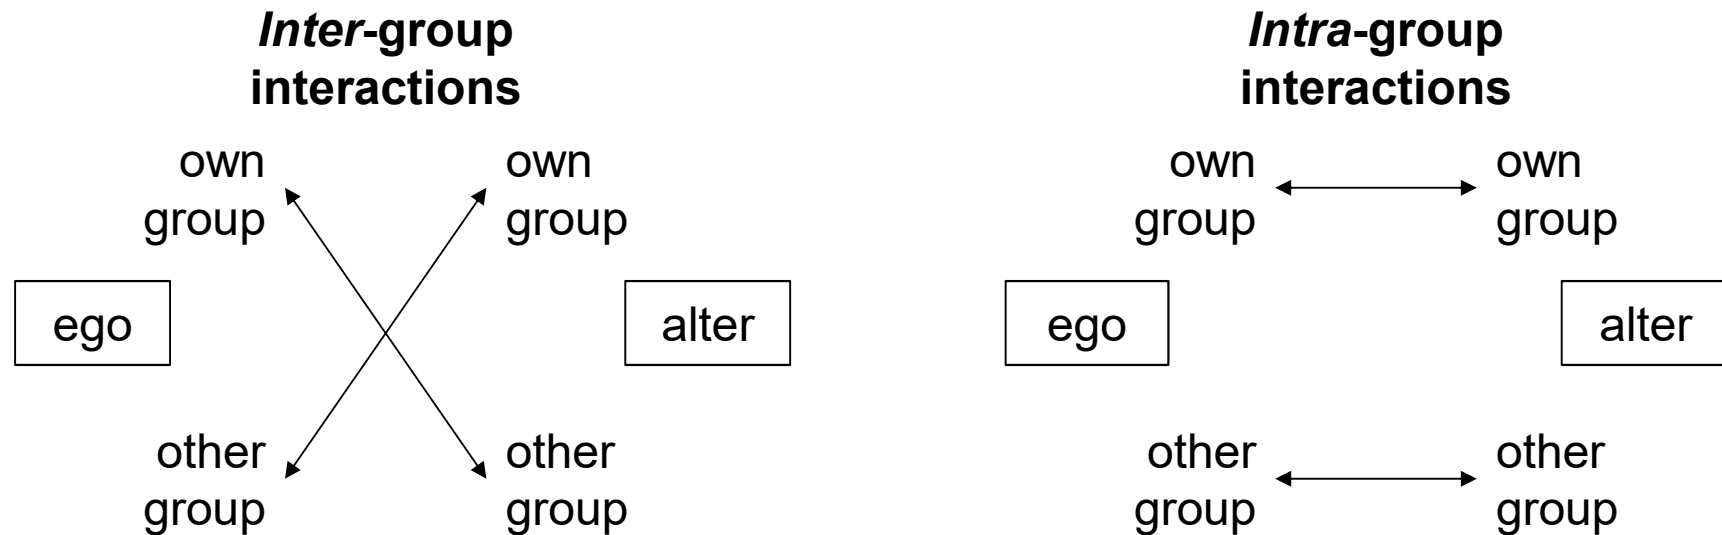 Inter-group
interactions
own
group
own
group
ego
alter
other
group
other
group
Intra-group
interactions
own
group
own
group
ego
alter
other
group
other
group